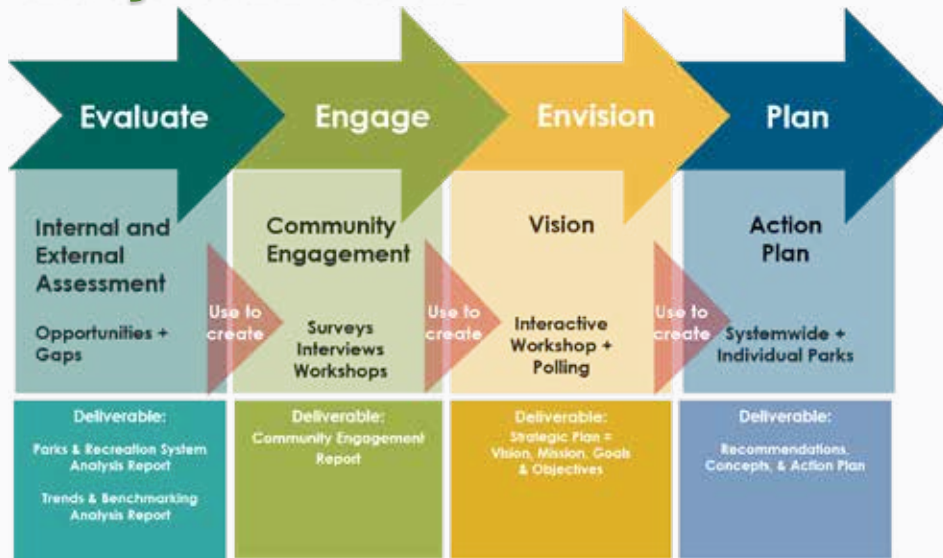 Evaluate
Engage
Envision
Plan
Internal and
External
Assessment
Opportunities +
Gaps
Use to
create
Community
Engagement
Surveys
Interviews
Workshops
Use to
create
Vision
Interactive
Workshop +
Polling
Use to
create
Action
Plan
Systemwide +
Individual Parks
Deliverable:
Parks & Recreation System
Analysis Report
Trends & Benchmarking
Analysis Report
Deliverable:
Community Engagement
Report
Deliverable:
Strategic Plan =
Vision, Mission, Goals
& Objectives
Deliverable:
Recommendations,
Concepts, & Action Plan